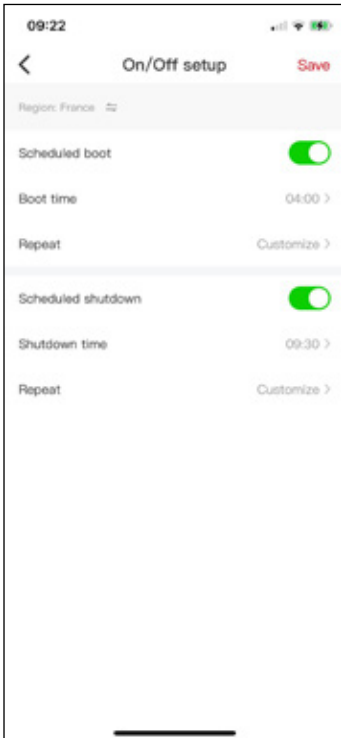 09:22
On/Off setup Save
Region: France
Scheduled boot
Boot time 04:00
Repeat Customize
Scheduled shutdown
Shutdown time 09:30
Repeat Customize